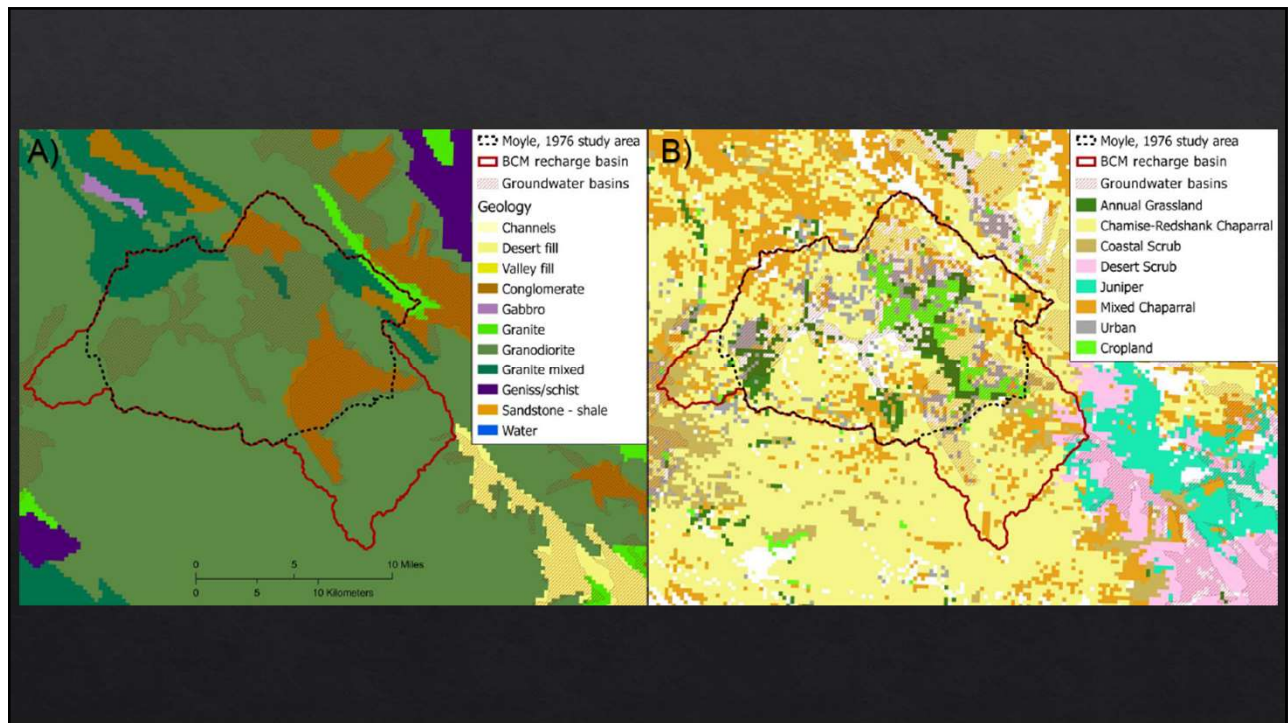 A)
Moyle, 1976 study area
BCM recharge basin
Groundwater basins
Geology
Channels
Desert fill
Valley fill
Conglomerate
Gabbro
Granite
Granodiorite
Granite mixed
Geniss/schist
Sandstone - shale
Water
0 5 10 Miles
0 5 10 Kilometers
B)
Moyle, 1976 study area
BCM recharge basin
Groundwater basins
Annual Grassland
Chamise-Redshank Chaparral
Coastal Scrub
Desert Scrub
Juniper
Mixed Chaparral
Urban
Cropland